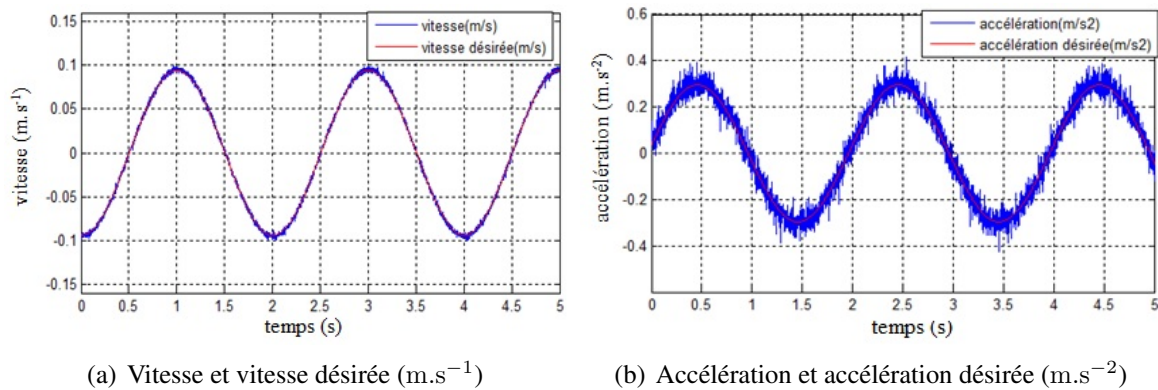 vitesse(m/s)
vitesse désirée(m/s)
0.15
0.1
0.05
0
-0.05
-0.1
-0.15
vitesse (m.s-1)
0 0.5 1 1.5 2 2.5 3 3.5 4 4.5 5
temps (s)
(a) Vitesse et vitesse désirée (m.s−1)
accélération(m/s2)
accélération désirée(m/s2)
0.6
0.4
0.2
0
-0.2
-0.4
accélération (m.s-2)
0 0.5 1 1.5 2 2.5 3 3.5 4 4.5 5
temps (s)
(b) Accélération et accélération désirée (m.s−2)